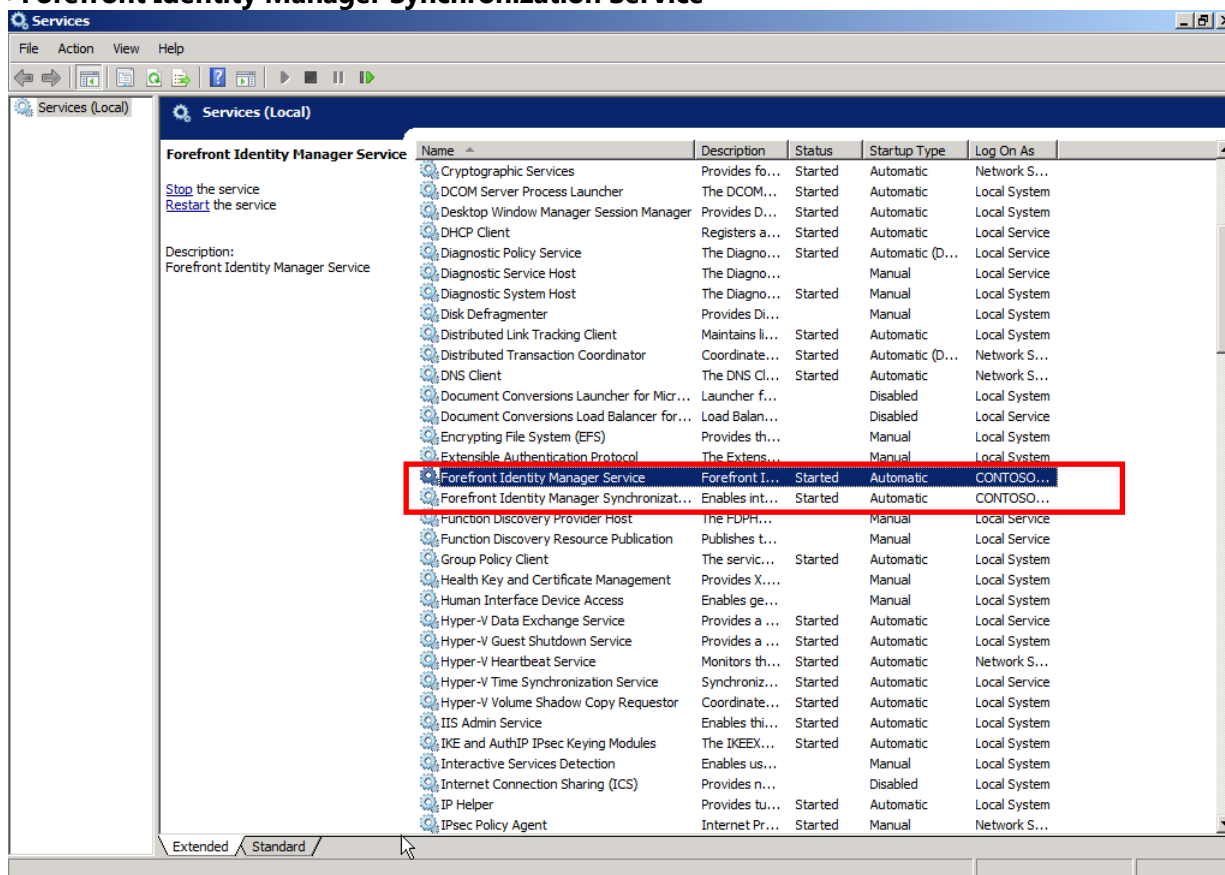 Forefront Identity Manager Synchronization Service
Services
File Action View Help
Services (Local)
Services (Local)
Forefront Identity Manager Service
Stop the service
Restart the service
Description:
Forefront Identity Manager Service
Name Description Status Startup Type Log On As
Cryptographic Services Provides fo... Started Automatic Network S...
DCOM Server Process Launcher The DCOM... Started Automatic Local System
Desktop Window Manager Session Manager Provides D... Started Automatic Local System
DHCP Client Registers a... Started Automatic Local Service
Diagnostic Policy Service The Diagno... Started Automatic (D... Local Service
Diagnostic Service Host The Diagno... Manual Local Service
Diagnostic System Host The Diagno... Started Manual Local System
Disk Defragmenter Provides Di... Manual Local System
Distributed Link Tracking Client Maintains li... Started Automatic Local System
Distributed Transaction Coordinator Coordinate... Started Automatic (D... Network S...
DNS Client The DNS Cl... Started Automatic Network S...
Document Conversions Launcher for Micr... Launcher f... Disabled Local System
Document Conversions Load Balancer for... Load Balan... Disabled Local Service
Encrypting File System (EFS) Provides th... Manual Local System
Extensible Authentication Protocol The Extens... Manual Local System
Forefront Identity Manager Service Forefront I... Started Automatic CONTOSO...
Forefront Identity Manager Synchronizat... Enables int... Started Automatic CONTOSO...
Function Discovery Provider Host The FDPH... Manual Local Service
Function Discovery Resource Publication Publishes t... Manual Local Service
Group Policy Client The servic... Started Automatic Local System
Health Key and Certificate Management Provides X.... Manual Local System
Human Interface Device Access Enables ge... Manual Local System
Hyper-V Data Exchange Service Provides a ... Started Automatic Local Service
Hyper-V Guest Shutdown Service Provides a ... Started Automatic Local System
Hyper-V Heartbeat Service Monitors th... Started Automatic Network S...
Hyper-V Time Synchronization Service Synchroniz... Started Automatic Local Service
Hyper-V Volume Shadow Copy Requestor Coordinate... Started Automatic Local System
IIS Admin Service Enables thi... Started Automatic Local System
IKE and AuthIP IPsec Keying Modules The IKEEX... Started Automatic Local System
Interactive Services Detection Enables us... Manual Local System
Internet Connection Sharing (ICS) Provides n... Disabled Local System
IP Helper Provides tu... Started Automatic Local System
IPsec Policy Agent Internet Pr... Started Manual Network S...
Extended Standard